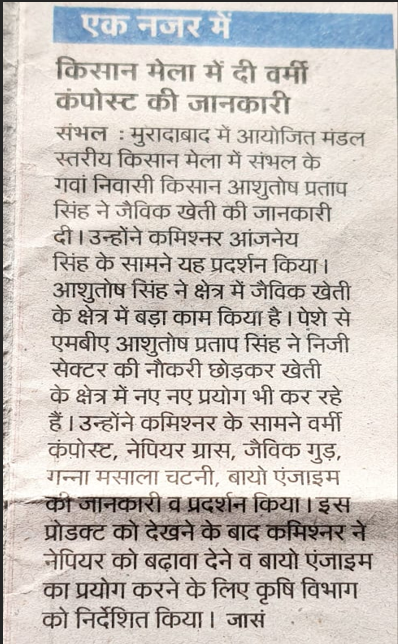 एक नजर में
किसान मेला में दी वर्मी
कंपोस्ट की जानकारी
संभल : मुरादाबाद में आयोजित मंडल
स्तरीय किसान मेला में संभल के
गवां निवासी किसान आशुतोष प्रताप
सिंह ने जैविक खेती की जानकारी
दी। उन्होंने कमिश्नर आंजनेय
सिंह के सामने यह प्रदर्शन किया।
आशुतोष सिंह ने क्षेत्र में जैविक खेती
के क्षेत्र में बड़ा काम किया है। पेशे से
एमबीए आशुतोष प्रताप सिंह ने निजी
सेक्टर की नौकरी छोड़कर खेती
के क्षेत्र में नए नए प्रयोग भी कर रहे
हैं। उन्होंने कमिश्नर के सामने वर्मी
कंपोस्ट, नेपियर ग्रास, जैविक गुड़,
गन्ना मसाला चटनी, बायो एंजाइम
की जानकारी व प्रदर्शन किया। इस
प्रोडक्ट को देखने के बाद कमिश्नर ने
नेपियर को बढ़ावा देने व बायो एंजाइम
का प्रयोग करने के लिए कृषि विभाग
को निर्देशित किया। जासं